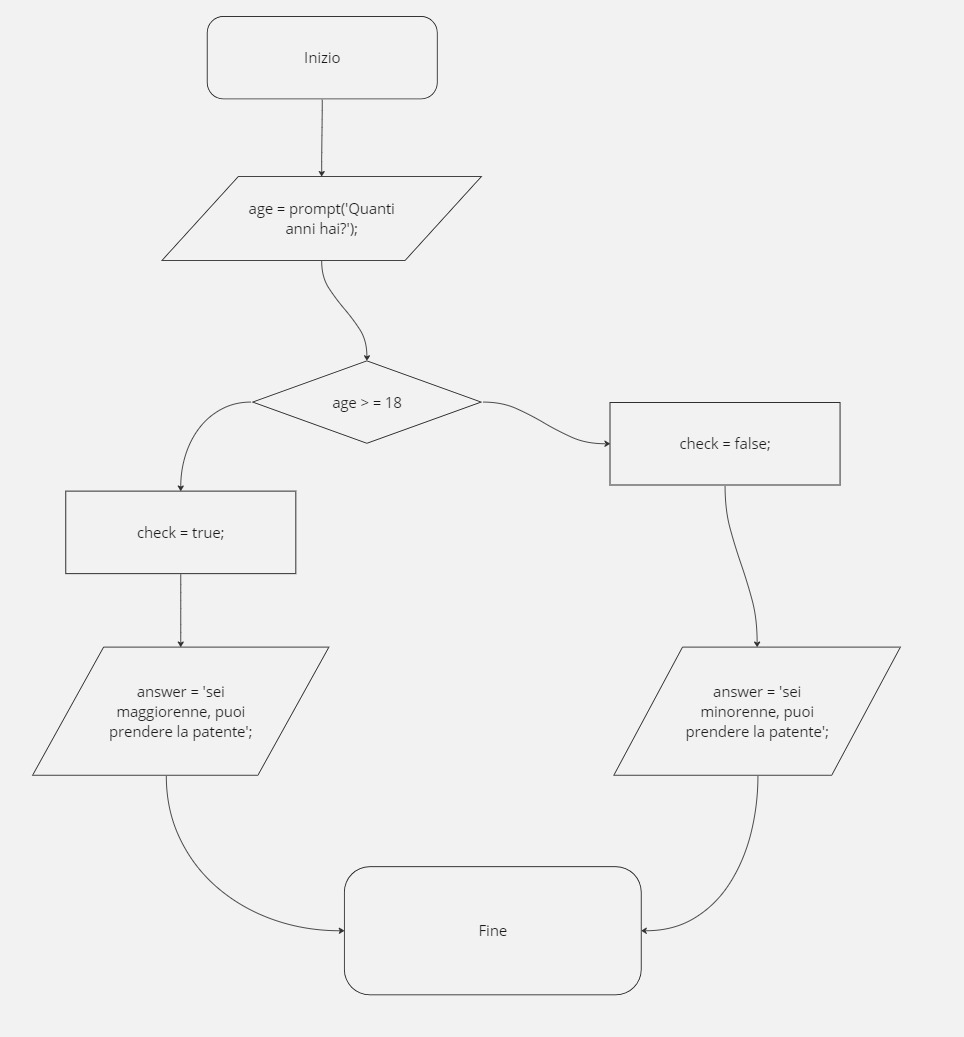 Inizio
age = prompt('Quanti
anni hai?');
age > = 18
check = false;
check = true;
answer = 'sei
maggiorenne, puoi
prendere la patente';
answer = 'sei
minorenne, puoi
prendere la patente';
Fine